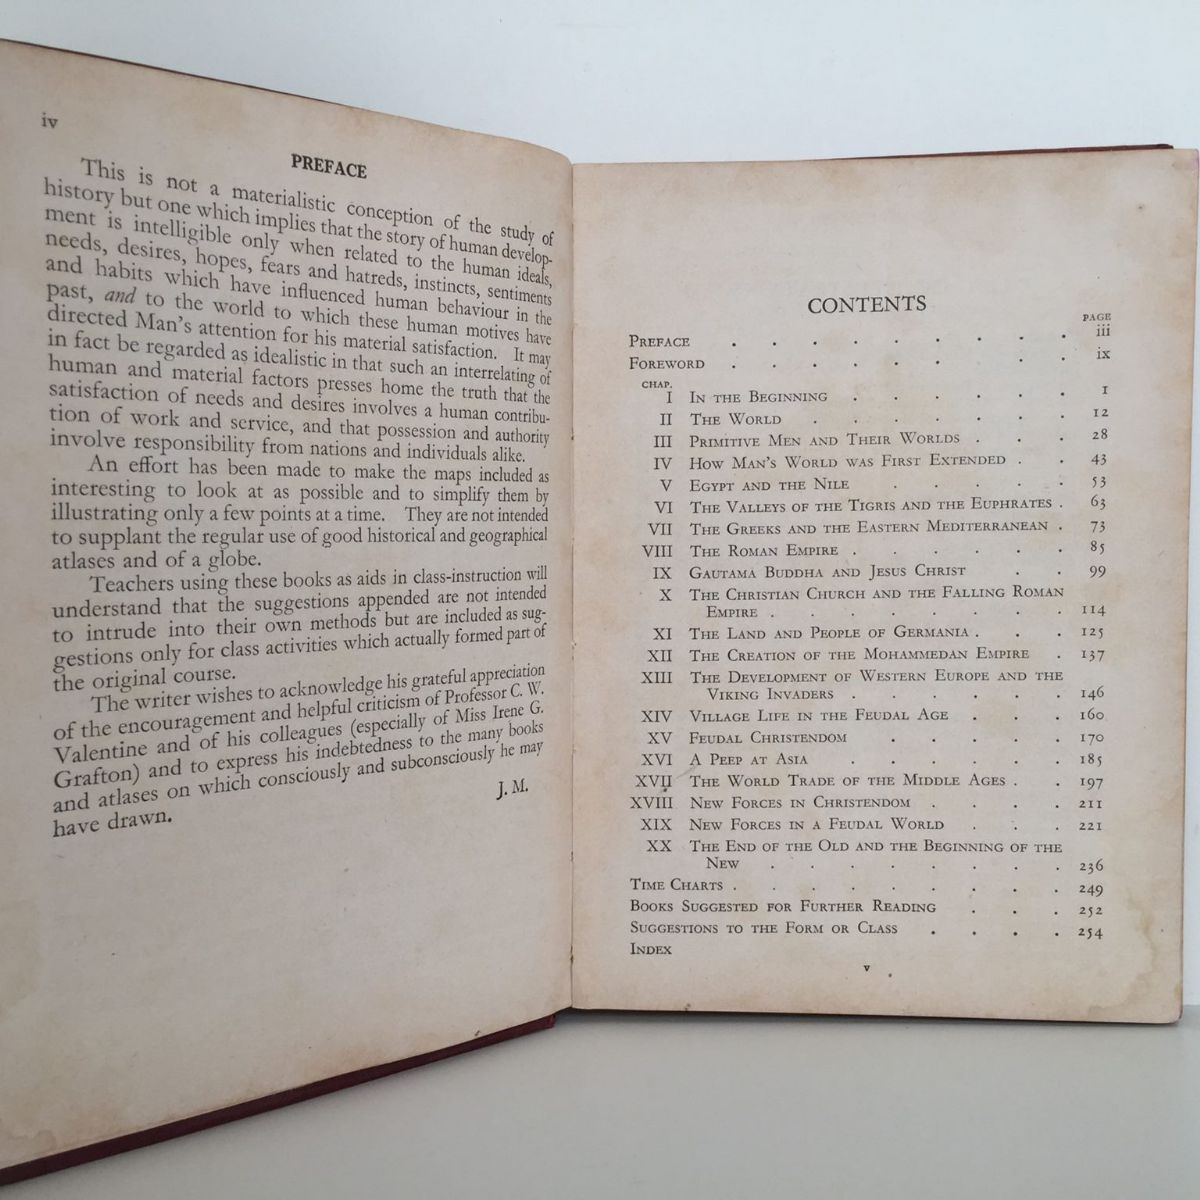 iv
PREFACE
This is not a materialistic conception of the study of
history but one which implies that the story of human develop-
ment is intelligible only when related to the human ideals,
needs, desires, hopes, fears and hatreds, instincts, sentiments
and habits which have influenced human behaviour in the
past, and to the world to which these human motives have
directed Man's attention for his material satisfaction. It may
in fact be regarded as idealistic in that such an interrelating of
human and material factors presses home the truth that the
satisfaction of needs and desires involves a human contribu-
tion of work and service, and that possession and authority
involve responsibility from nations and individuals alike.
An effort has been made to make the maps included as
interesting to look at as possible and to simplify them by
illustrating only a few points at a time. They are not intended
to supplant the regular use of good historical and geographical
atlases and of a globe.
Teachers using these books as aids in class-instruction will
understand that the suggestions appended are not intended
to intrude into their own methods but are included as sug-
gestions only for class activities which actually formed part of
the original course.
The writer wishes to acknowledge his grateful appreciation
of the encouragement and helpful criticism of Professor C. W.
Valentine and of his colleagues (especially of Miss Irene G.
Grafton) and to express his indebtedness to the many books
and atlases on which consciously and subconsciously he may
have drawn.
J. M.
CONTENTS
PAGE
PREFACE . . . . . . . . . iii
FOREWORD . . . . . . . . ix
CHAP.
I IN THE BEGINNING . . . . . 1
II THE WORLD . . . . . . 12
III PRIMITIVE MEN AND THEIR WORLDS . . . 28
IV HOW MAN'S WORLD WAS FIRST EXTENDED . . 43
V EGYPT AND THE NILE . . . . . 53
VI THE VALLEYS OF THE TIGRIS AND THE EUPHRATES . 63
VII THE GREEKS AND THE EASTERN MEDITERRANEAN . 73
VIII THE ROMAN EMPIRE . . . . . . 85
IX GAUTAMA BUDDHA AND JESUS CHRIST . . 99
X THE CHRISTIAN CHURCH AND THE FALLING ROMAN
EMPIRE . . . . . . . . 114
XI THE LAND AND PEOPLE OF GERMANIA . . . 125
XII THE CREATION OF THE MOHAMMEDAN EMPIRE . 137
XIII THE DEVELOPMENT OF WESTERN EUROPE AND THE
VIKING INVADERS . . . . . . 146
XIV VILLAGE LIFE IN THE FEUDAL AGE . . . 160
XV FEUDAL CHRISTENDOM . . . . . 170
XVI A PEEP AT ASIA . . . . . . 185
XVII THE WORLD TRADE OF THE MIDDLE AGES . . 197
XVIII NEW FORCES IN CHRISTENDOM . . . . 211
XIX NEW FORCES IN A FEUDAL WORLD . . . 221
XX THE END OF THE OLD AND THE BEGINNING OF THE
NEW . . . . . . . . 236
TIME CHARTS . . . . . . . . . 249
BOOKS SUGGESTED FOR FURTHER READING . . . 252
SUGGESTIONS TO THE FORM OR CLASS . . . . 254
INDEX
v